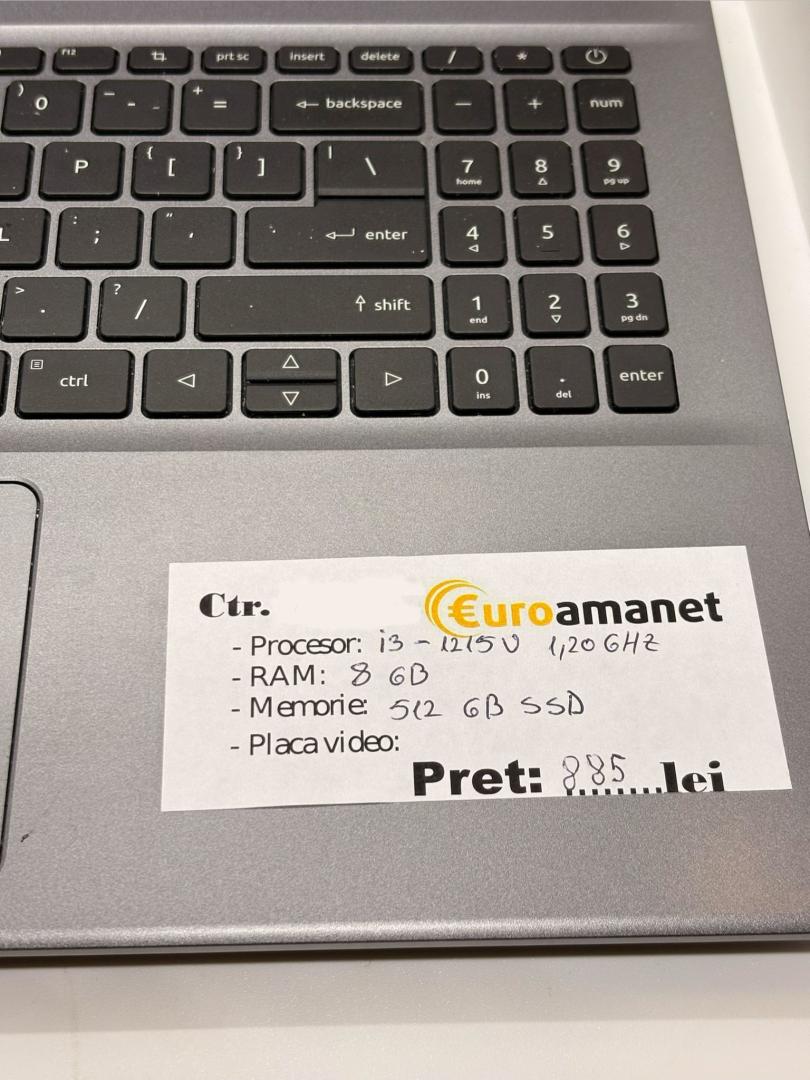 F12 prt sc insert delete / *
) 0 _ - + = ← backspace - + num
P { [ } ] | \ 7 home 8 9 pg up
L : ; " ' ↵ enter 4 5 6
> . ? / ↑ shift 1 end 2 3 pg dn
ctrl 0 ins . del enter
Ctr. €uroamanet
- Procesor: i3 - 1215U 1,20 GHZ
- RAM: 8 GB
- Memorie: 512 GB SSD
- Placa video:
Pret: 885 lei